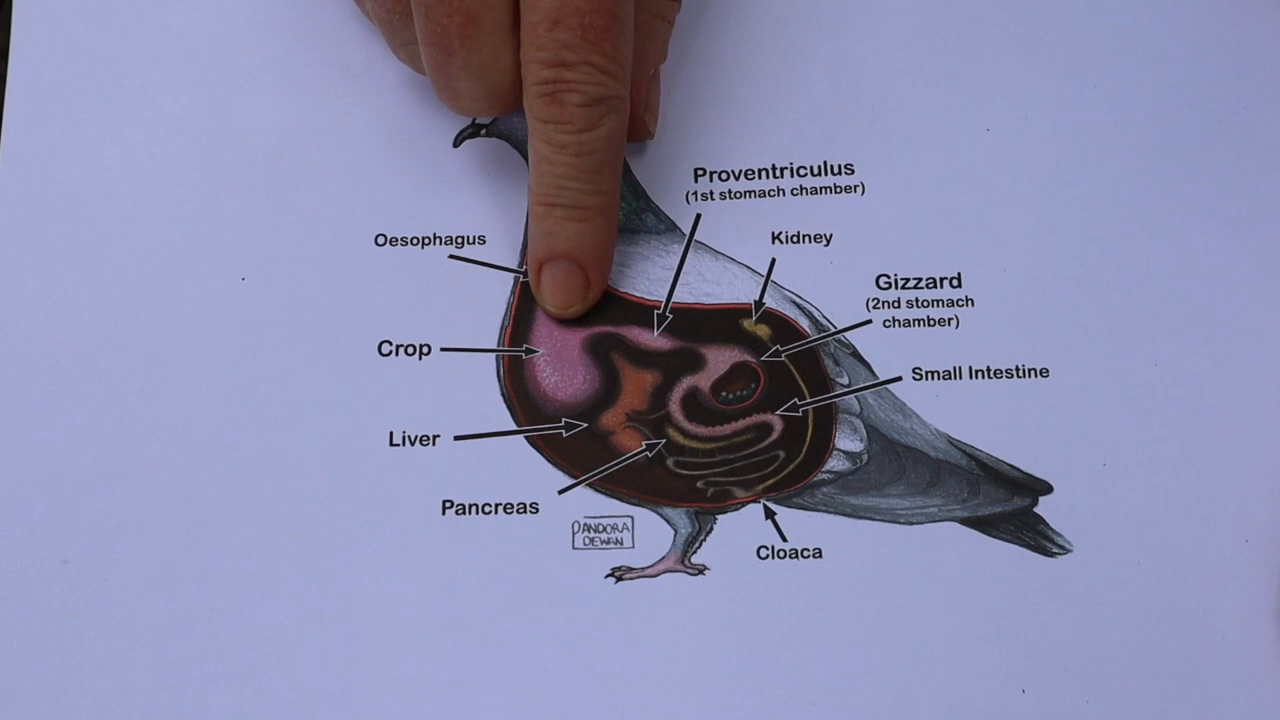 Proventriculus
(1st stomach chamber)
Oesophagus
Kidney
Gizzard
(2nd stomach
chamber)
Crop
Small Intestine
Liver
Pancreas
PANDORA
DEWAN
Cloaca